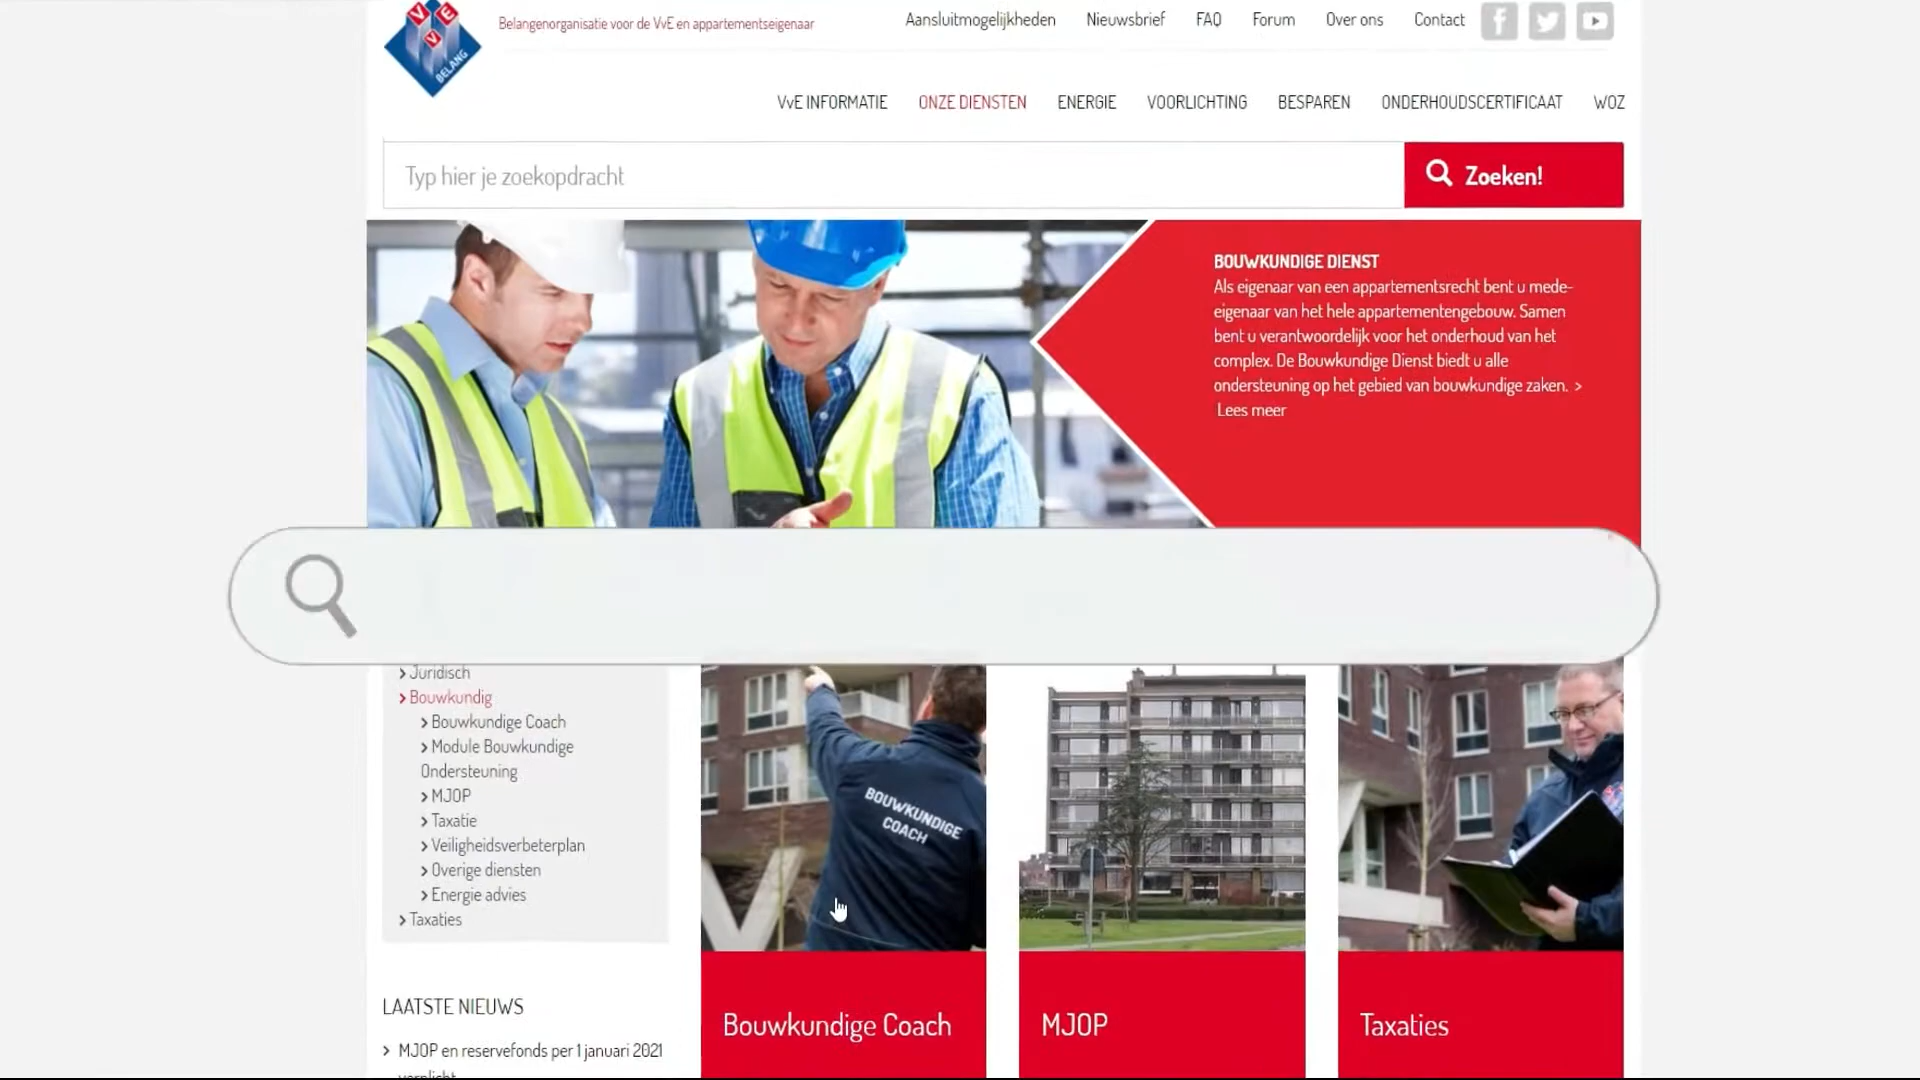 VVE
V
BELANG
Belangenorganisatie voor de VvE en appartementseigenaar
Aansluitmogelijkheden Nieuwsbrief FAQ Forum Over ons Contact
VvE INFORMATIE ONZE DIENSTEN ENERGIE VOORLICHTING BESPAREN ONDERHOUDSCERTIFICAAT WOZ
Typ hier je zoekopdracht
Zoeken!
BOUWKUNDIGE DIENST
Als eigenaar van een appartementsrecht bent u mede-
eigenaar van het hele appartementengebouw. Samen
bent u verantwoordelijk voor het onderhoud van het
complex. De Bouwkundige Dienst biedt u alle
ondersteuning op het gebied van bouwkundige zaken. >
Lees meer
> Juridisch
> Bouwkundig
> Bouwkundige Coach
> Module Bouwkundige
Ondersteuning
> MJOP
> Taxatie
> Veiligheidsverbeterplan
> Overige diensten
> Energie advies
> Taxaties
BOUWKUNDIGE
COACH
LAATSTE NIEUWS
> MJOP en reservefonds per 1 januari 2021
verplicht
Bouwkundige Coach
MJOP
Taxaties